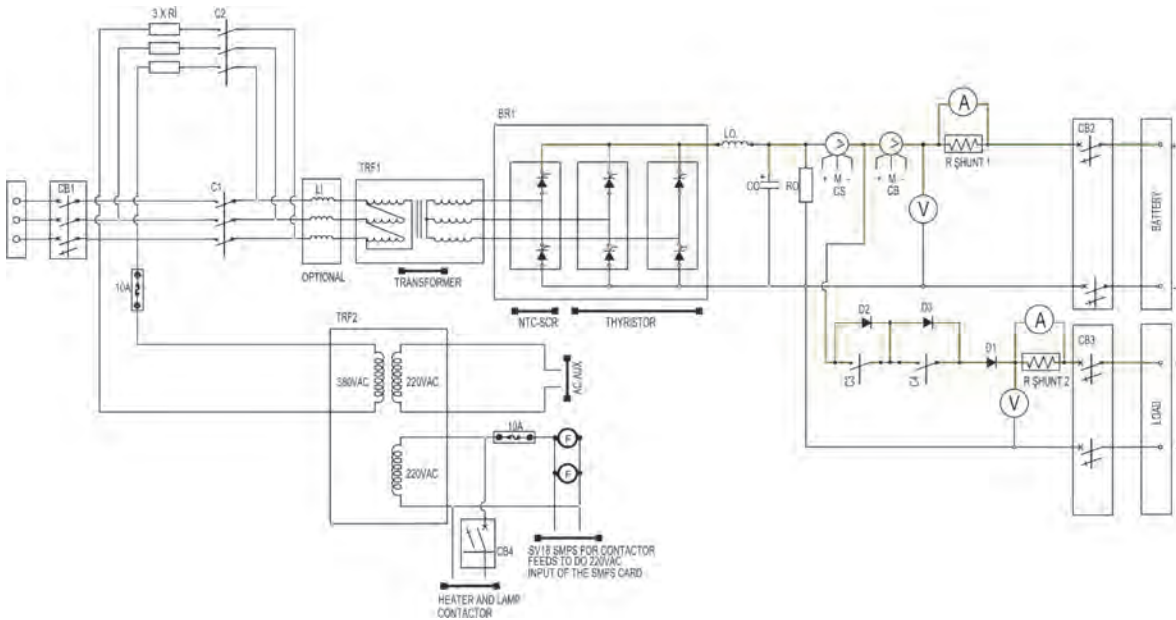 3 X Rİ
C2
CB1
C1
LI
OPTIONAL
TRF1
TRANSFORMER
BR1
NTC-SCR
THYRISTOR
LO
CO
RO
+ M -
CS
+ M -
CB
A
R SHUNT 1
V
CB2
BATTERY
10A
TRF2
380VAC
220VAC
AC AUX
220VAC
10A
F
F
CB4
SV18 SMPS FOR CONTACTOR
FEEDS TO DO 220VAC
INPUT OF THE SMPS CARD
HEATER AND LAMP
CONTACTOR
D2
D3
C3
D1
A
R SHUNT 2
V
CB3
LOAD